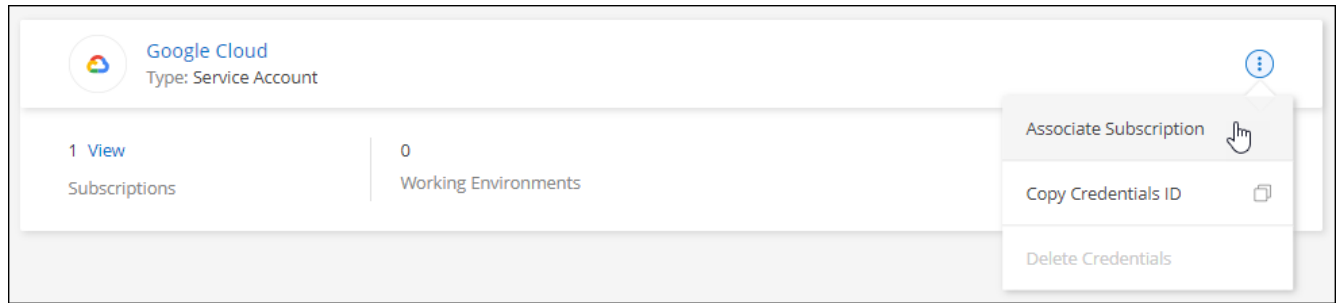 Google Cloud
Type: Service Account
Associate Subscription
1 View
0
Subscriptions
Working Environments
Copy Credentials ID
Delete Credentials